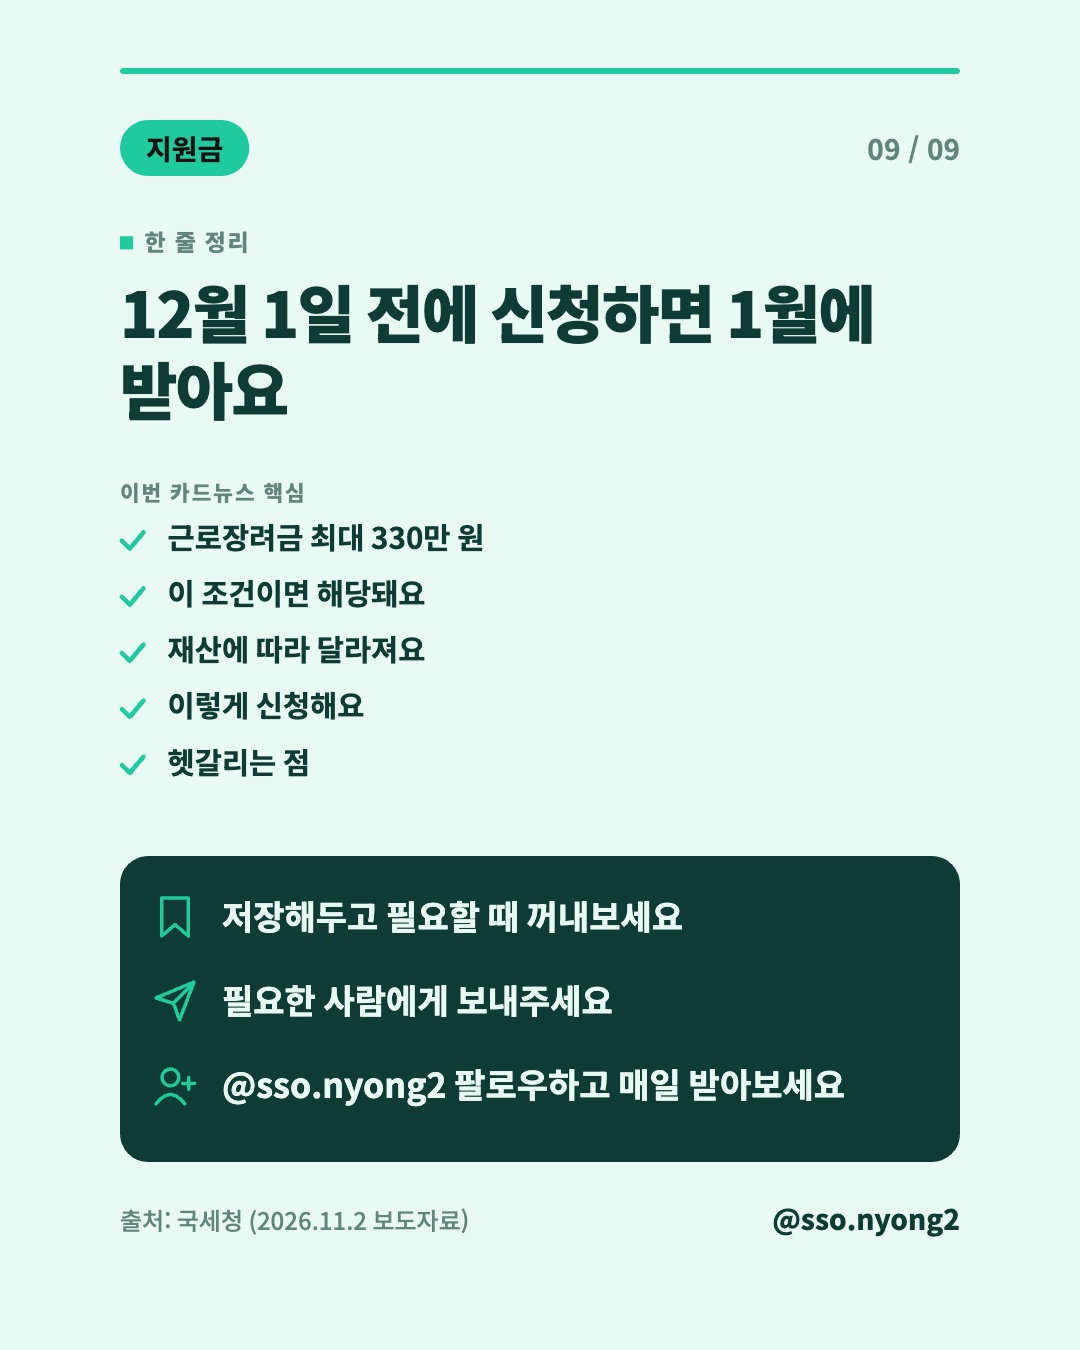 지원금
09 / 09
한 줄 정리
12월 1일 전에 신청하면 1월에
받아요
이번 카드뉴스 핵심
근로장려금 최대 330만 원
이 조건이면 해당돼요
재산에 따라 달라져요
이렇게 신청해요
헷갈리는 점
저장해두고 필요할 때 꺼내보세요
필요한 사람에게 보내주세요
@sso.nyong2 팔로우하고 매일 받아보세요
출처: 국세청 (2026.11.2 보도자료)
@sso.nyong2